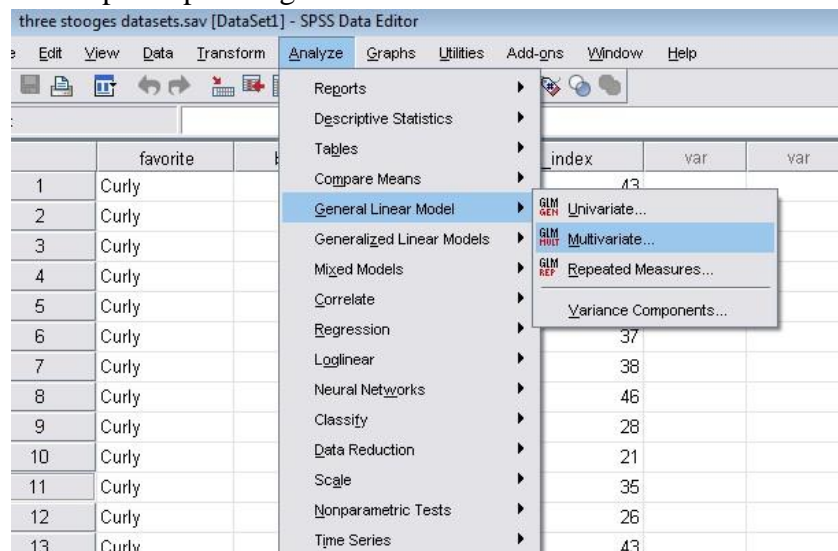 three stooges datasets.sav [DataSet1] - SPSS Data Editor
Edit View Data Transform Analyze Graphs Utilities Add-ons Window Help
Reports
Descriptive Statistics
Tables
Compare Means
General Linear Model
Generalized Linear Models
Mixed Models
Correlate
Regression
Loglinear
Neural Networks
Classify
Data Reduction
Scale
Nonparametric Tests
Time Series
GLM GEN Univariate...
GLM MULT Multivariate...
GLM REP Repeated Measures...
Variance Components...
favorite _index var var
1 Curly 43
2 Curly
3 Curly
4 Curly
5 Curly
6 Curly 37
7 Curly 38
8 Curly 46
9 Curly 28
10 Curly 21
11 Curly 35
12 Curly 26
13 Curly 43